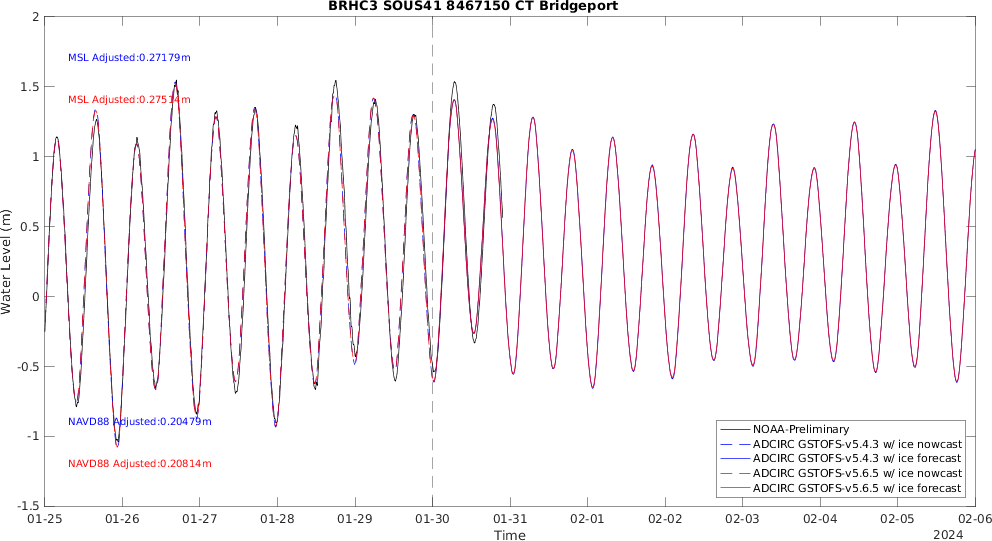 BRHC3 SOUS41 8467150 CT Bridgeport
2
1.5
1
0.5
0
-0.5
-1
-1.5
Water Level (m)
MSL Adjusted:0.27179m
MSL Adjusted:0.27514m
NAVD88 Adjusted:0.20479m
NAVD88 Adjusted:0.20814m
NOAA-Preliminary
ADCIRC GSTOFS-v5.4.3 w/ ice nowcast
ADCIRC GSTOFS-v5.4.3 w/ ice forecast
ADCIRC GSTOFS-v5.6.5 w/ ice nowcast
ADCIRC GSTOFS-v5.6.5 w/ ice forecast
01-25 01-26 01-27 01-28 01-29 01-30 01-31 02-01 02-02 02-03 02-04 02-05 02-06
Time
2024